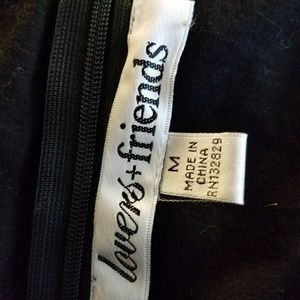 lovers+friends
M
MADE IN
CHINA
RN132829